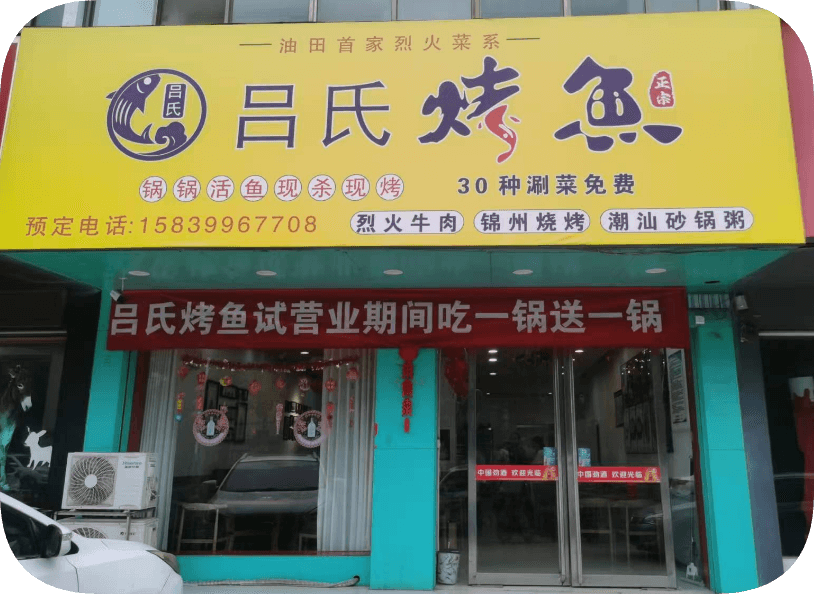 油田首家烈火菜系
吕氏
吕氏烤鱼
正宗
锅锅活鱼现杀现烤
30种涮菜免费
预定电话:15839967708
烈火牛肉 锦州烧烤 潮汕砂锅粥
吕氏烤鱼试营业期间吃一锅送一锅
中国劲酒 欢迎光临
中国劲酒 欢迎光临